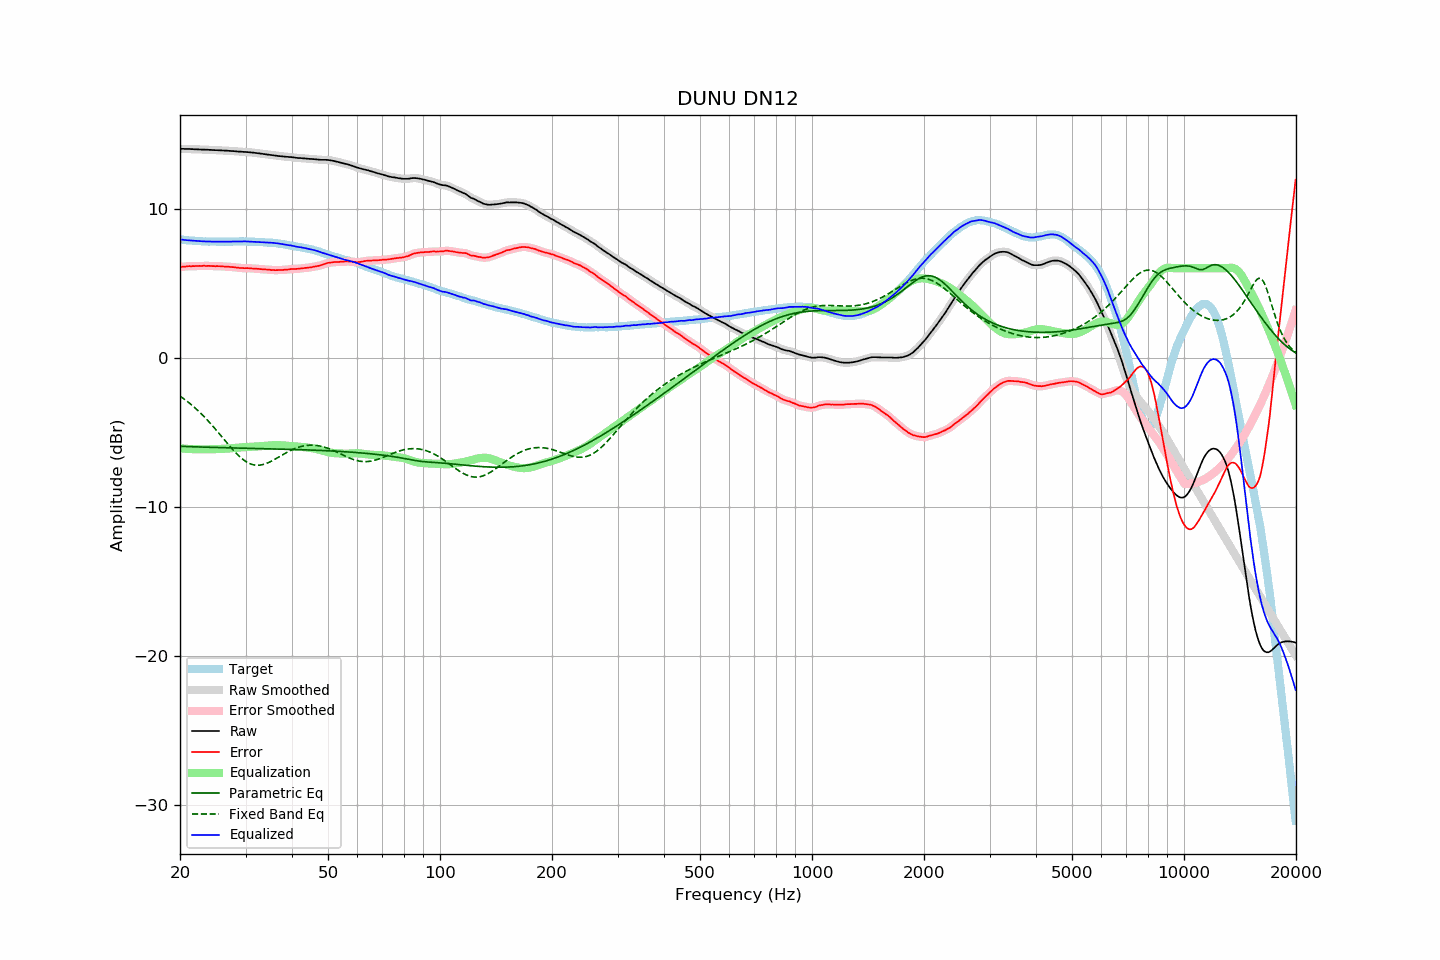 DUNU DN12
Amplitude (dBr)
10
0
−10
−20
−30
Target
Raw Smoothed
Error Smoothed
Raw
Error
Equalization
Parametric Eq
Fixed Band Eq
Equalized
20 50 100 200 500 1000 2000 5000 10000 20000
Frequency (Hz)